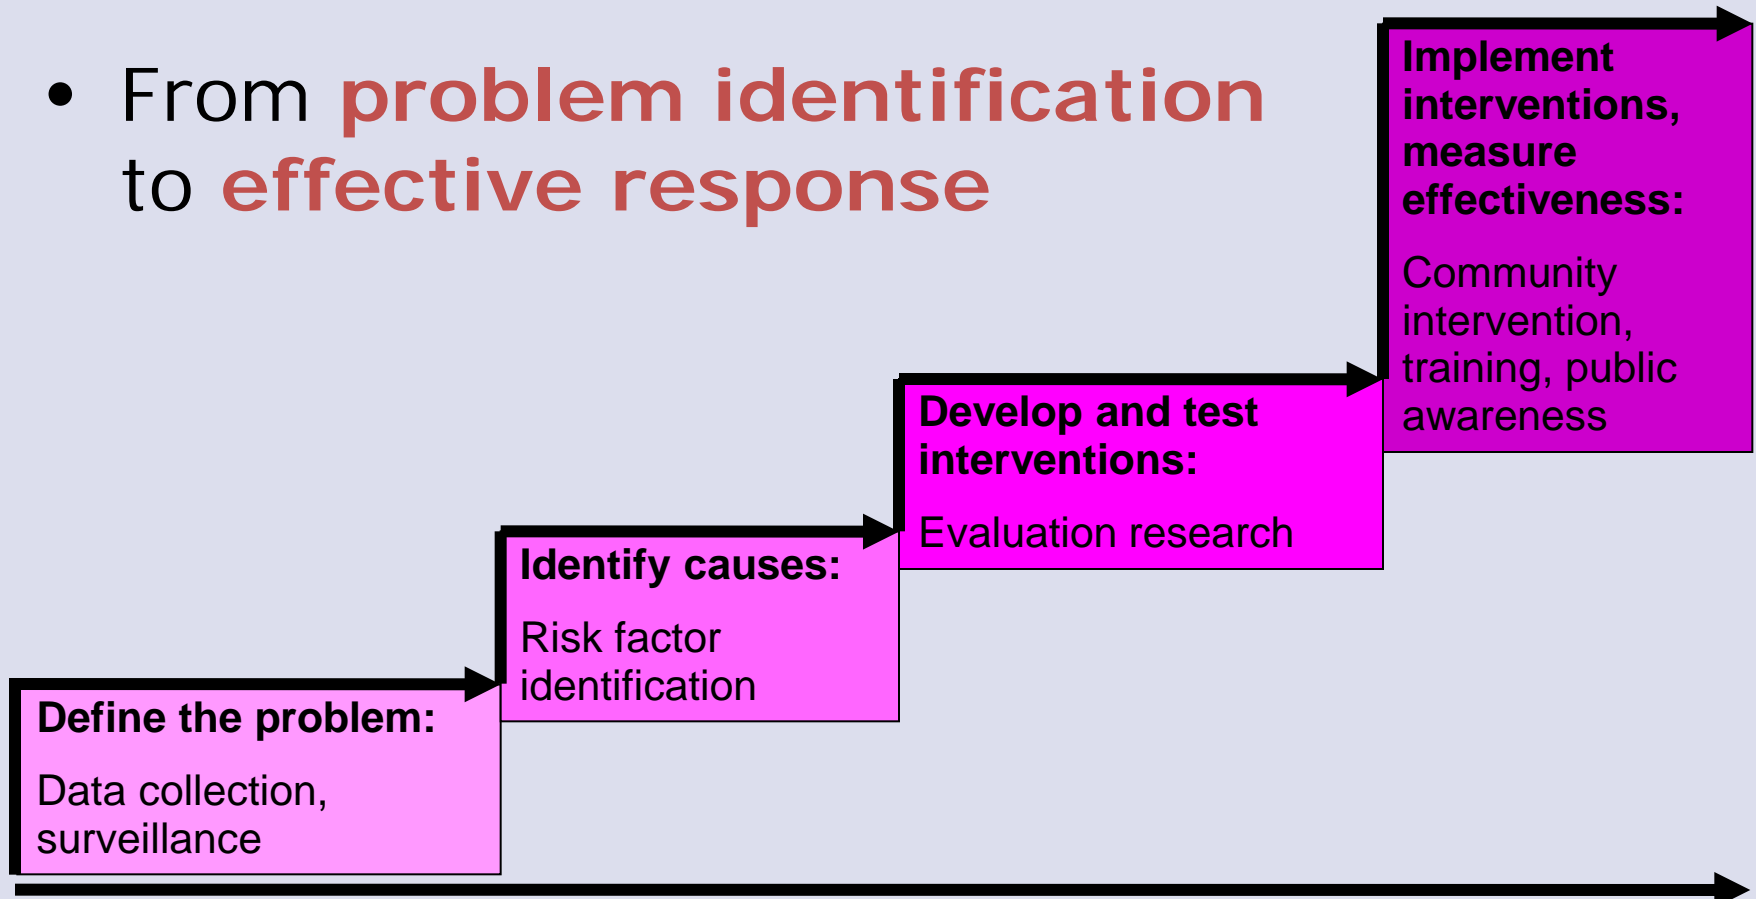 • From problem identification
to effective response
Implement
interventions,
measure
effectiveness:
Community
intervention,
training, public
awareness
Develop and test
interventions:
Evaluation research
Identify causes:
Risk factor
identification
Define the problem:
Data collection,
surveillance